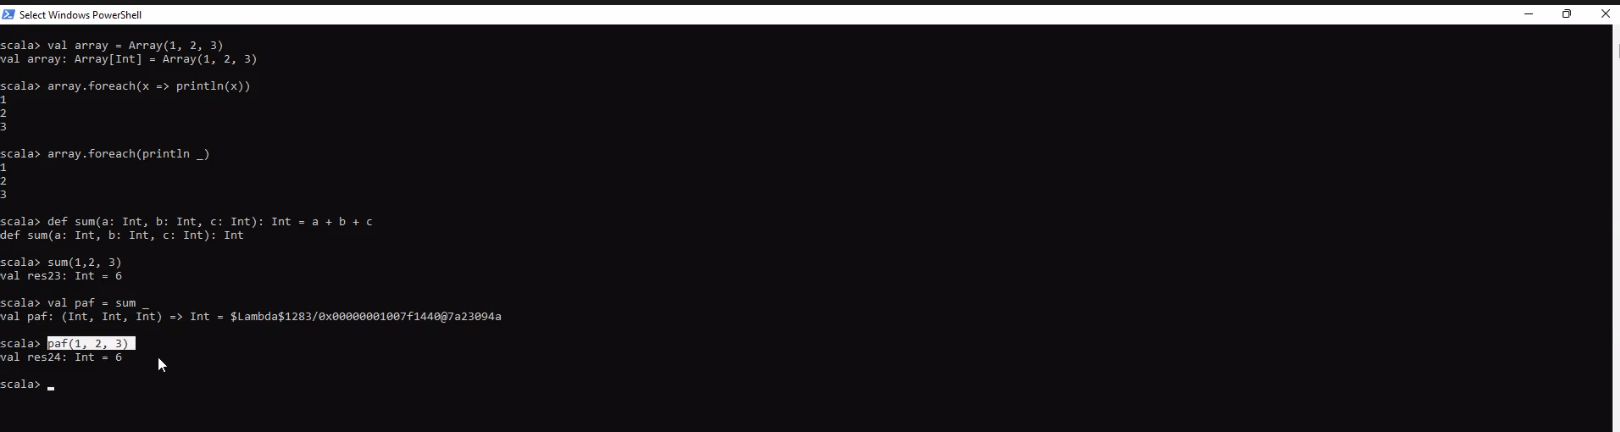 Select Windows PowerShell
scala> val array = Array(1, 2, 3)
val array: Array[Int] = Array(1, 2, 3)
scala> array.foreach(x => println(x))
1
2
3
scala> array.foreach(println _)
1
2
3
scala> def sum(a: Int, b: Int, c: Int): Int = a + b + c
def sum(a: Int, b: Int, c: Int): Int
scala> sum(1,2, 3)
val res23: Int = 6
scala> val paf = sum _
val paf: (Int, Int, Int) => Int = $Lambda$1283/0x00000001007f1440@7a23094a
scala> paf(1, 2, 3)
val res24: Int = 6
scala>